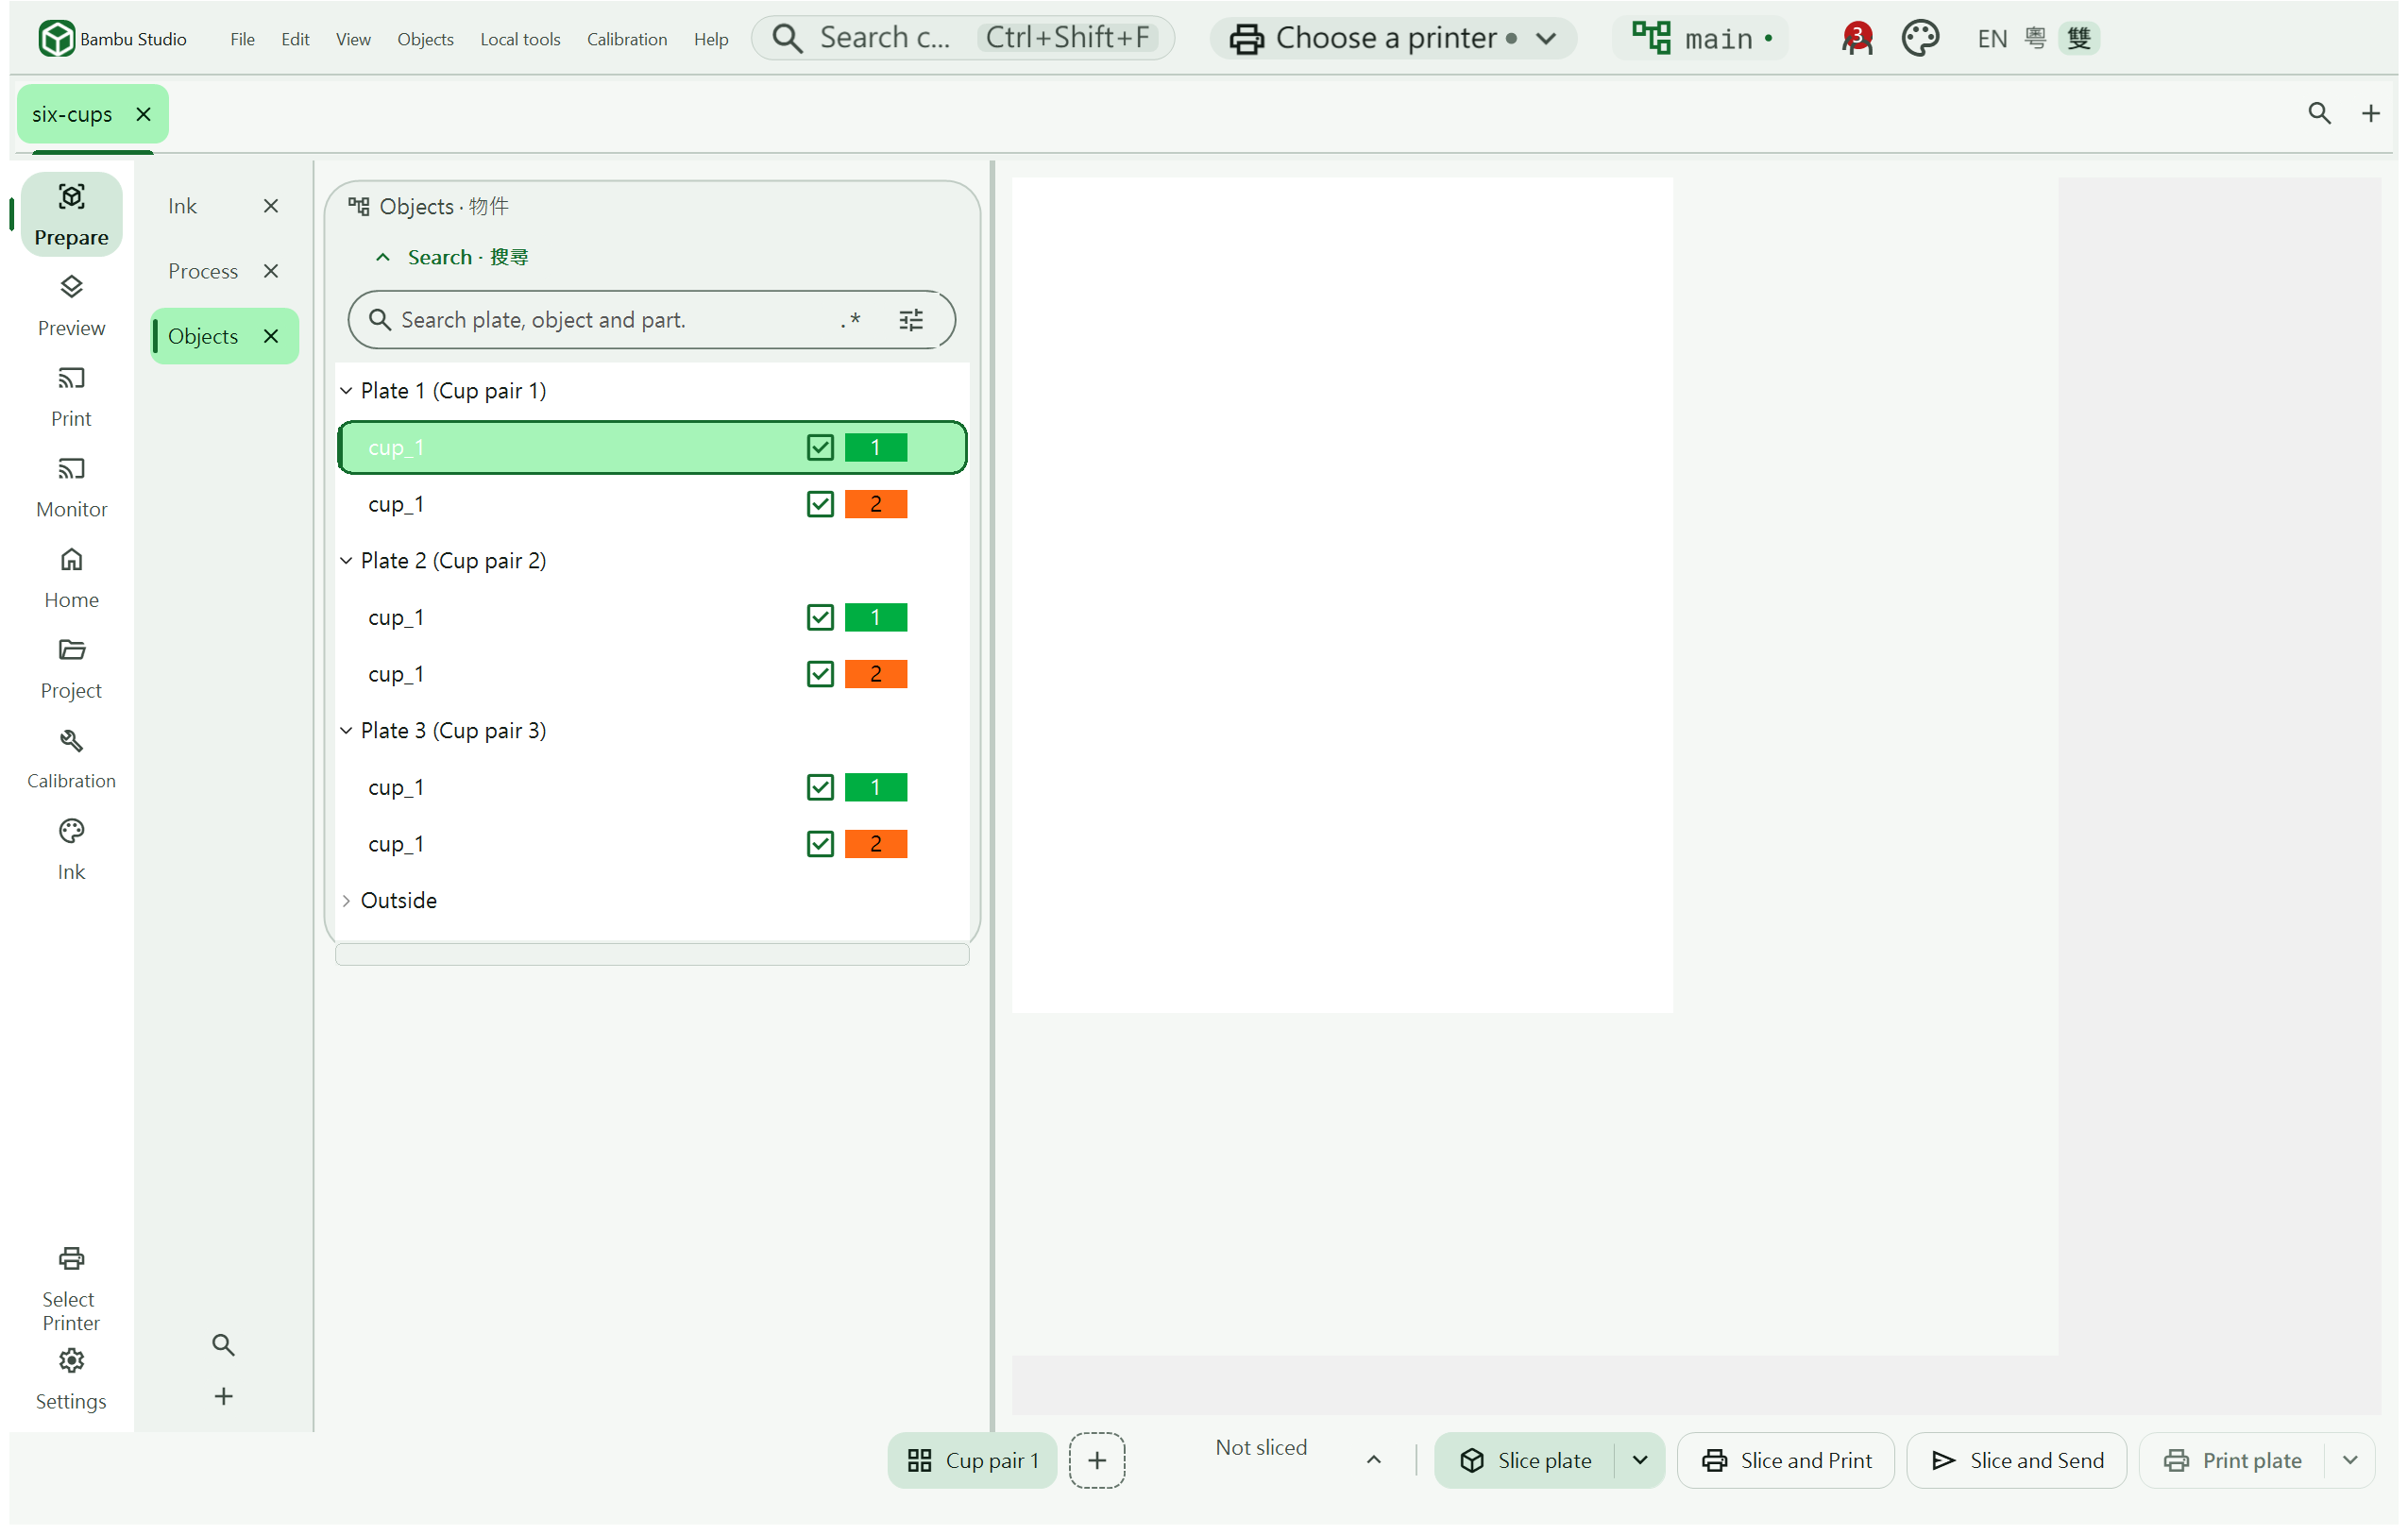 Bambu Studio File Edit View Objects Local tools Calibration Help Search c... Ctrl+Shift+F Choose a printer main 3 EN 粵 雙
six-cups
Prepare
Preview
Print
Monitor
Home
Project
Calibration
Ink
Select
Printer
Settings
Ink
Process
Objects
Objects · 物件
Search · 搜尋
Search plate, object and part. .*
Plate 1 (Cup pair 1)
cup_1 1
cup_1 2
Plate 2 (Cup pair 2)
cup_1 1
cup_1 2
Plate 3 (Cup pair 3)
cup_1 1
cup_1 2
Outside
Cup pair 1 Not sliced Slice plate Slice and Print Slice and Send Print plate